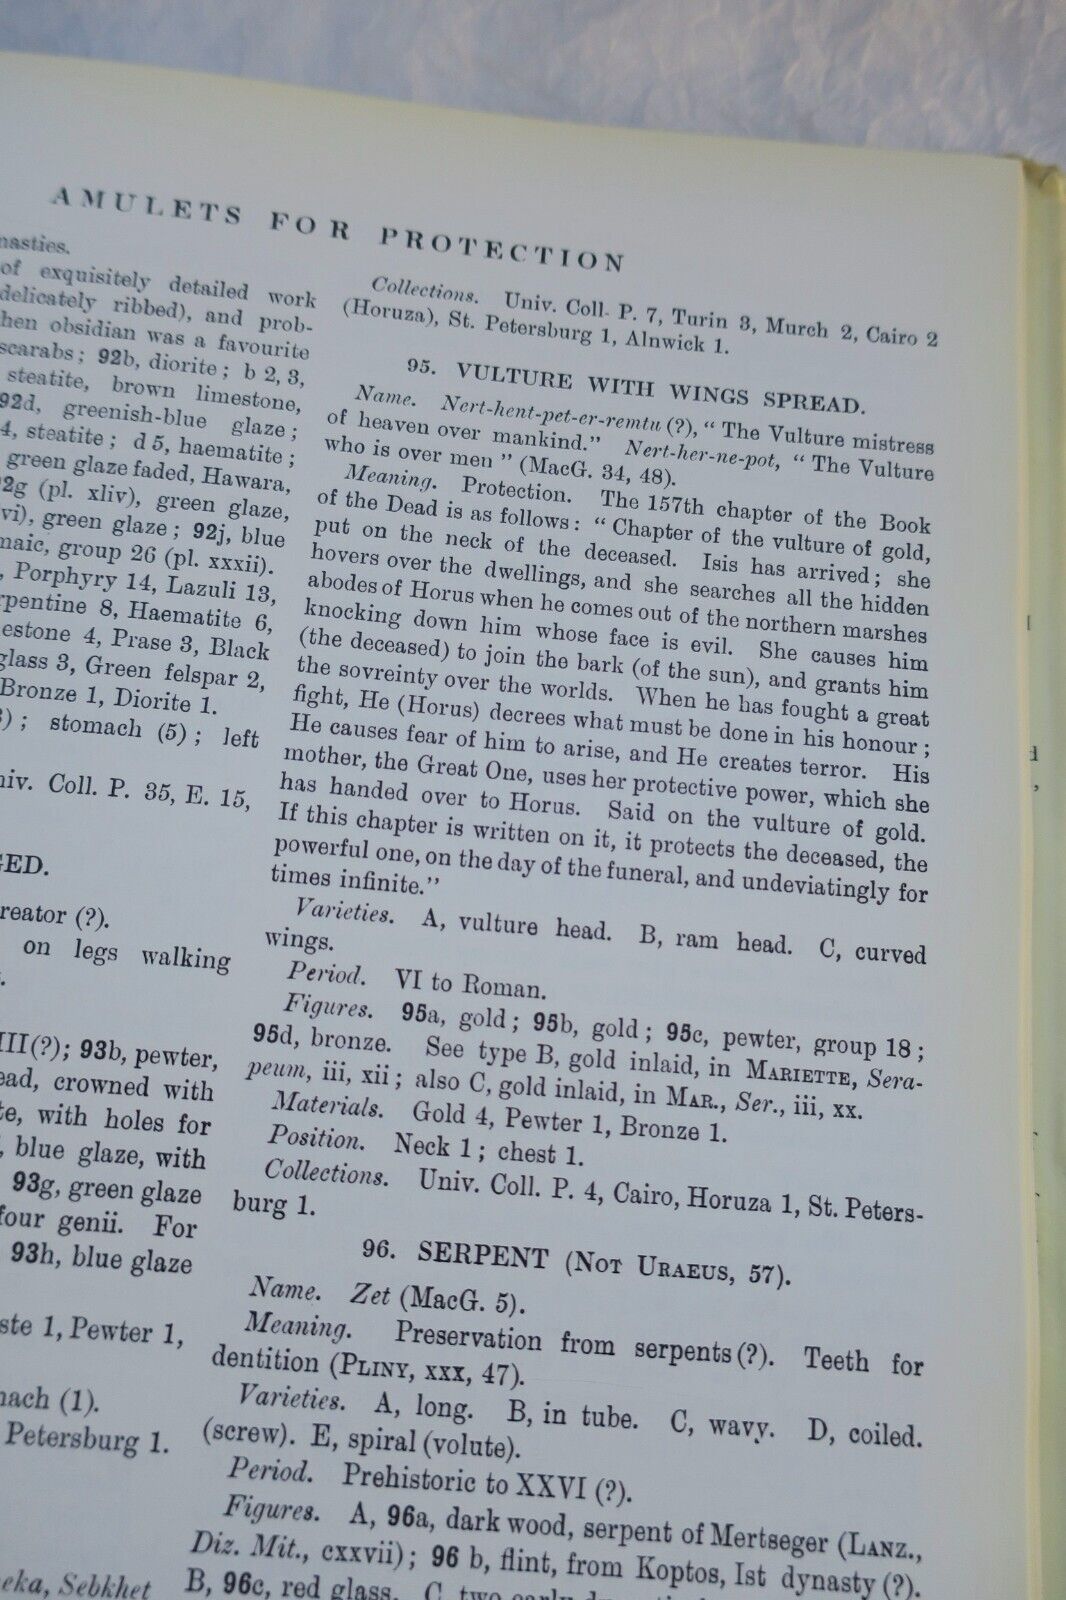 AMULETS FOR PROTECTION
of exquisitely detailed work
delicately ribbed), and prob-
obsidian was a favourite
scarabs; 92b, diorite; b 2, 3,
steatite, brown limestone,
92d, greenish-blue glaze;
4, steatite; d 5, haematite;
green glaze faded, Hawara,
(pl. xliv), green glaze,
green glaze; 92j, blue
group 26 (pl. xxxii).
Porphyry 14, Lazuli 13,
8, Haematite 6,
4, Prase 3, Black
glass 3, Green felspar 2,
Bronze 1, Diorite 1.
; stomach (5); left
Coll. P. 35, E. 15,
(?).
on legs walking
93b, pewter,
crowned with
with holes for
blue glaze, with
93g, green glaze
four genii. For
93h, blue glaze
1, Pewter 1,
(1).
Petersburg 1.
Sebkhet
Collections. Univ. Coll. P. 7, Turin 3, Murch 2, Cairo 2
(Horuza), St. Petersburg 1, Alnwick 1.
95. VULTURE WITH WINGS SPREAD.
Name. Nert-hent-pet-er-remtu (?), “The Vulture mistress
of heaven over mankind.” Nert-her-ne-pot, “The Vulture
who is over men” (MacG. 34, 48).
Meaning. Protection. The 157th chapter of the Book
of the Dead is as follows: “Chapter of the vulture of gold,
put on the neck of the deceased. Isis has arrived; she
hovers over the dwellings, and she searches all the hidden
abodes of Horus when he comes out of the northern marshes
knocking down him whose face is evil. She causes him
(the deceased) to join the bark (of the sun), and grants him
the sovreinty over the worlds. When he has fought a great
fight, He (Horus) decrees what must be done in his honour;
He causes fear of him to arise, and He creates terror. His
mother, the Great One, uses her protective power, which she
has handed over to Horus. Said on the vulture of gold.
If this chapter is written on it, it protects the deceased, the
powerful one, on the day of the funeral, and undeviatingly for
times infinite.”
Varieties. A, vulture head. B, ram head. C, curved
wings.
Period. VI to Roman.
Figures. 95a, gold; 95b, gold; 95c, pewter, group 18;
95d, bronze. See type B, gold inlaid, in MARIETTE, Sera-
peum, iii, xii; also C, gold inlaid, in MAR., Ser., iii, xx.
Materials. Gold 4, Pewter 1, Bronze 1.
Position. Neck 1; chest 1.
Collections. Univ. Coll. P. 4, Cairo, Horuza 1, St. Peters-
burg 1.
96. SERPENT (NOT URAEUS, 57).
Name. Zet (MacG. 5).
Meaning. Preservation from serpents (?). Teeth for
dentition (PLINY, xxx, 47).
Varieties. A, long. B, in tube. C, wavy. D, coiled.
(screw). E, spiral (volute).
Period. Prehistoric to XXVI (?).
Figures. A, 96a, dark wood, serpent of Mertseger (LANZ.,
Diz. Mit., cxxvii); 96 b, flint, from Koptos, Ist dynasty (?).
B, 96c, red glass. C, two early